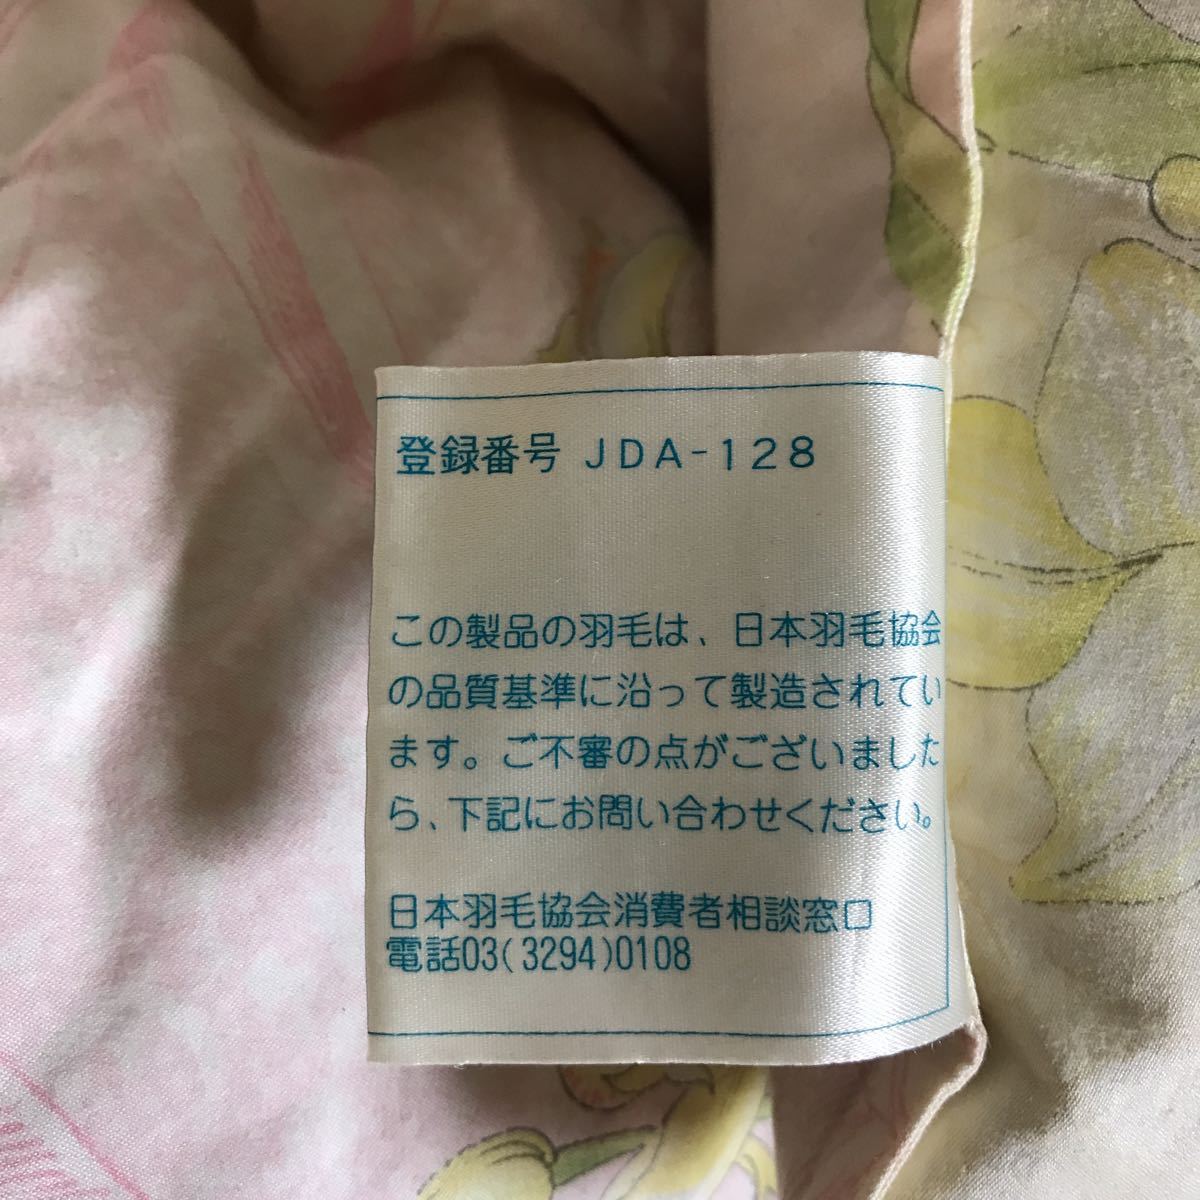 登録番号 JDA-128
この製品の羽毛は、日本羽毛協会
の品質基準に沿って製造されてい
ます。ご不審の点がございました
ら、下記にお問い合わせください。
日本羽毛協会消費者相談窓口
電話03(3294)0108